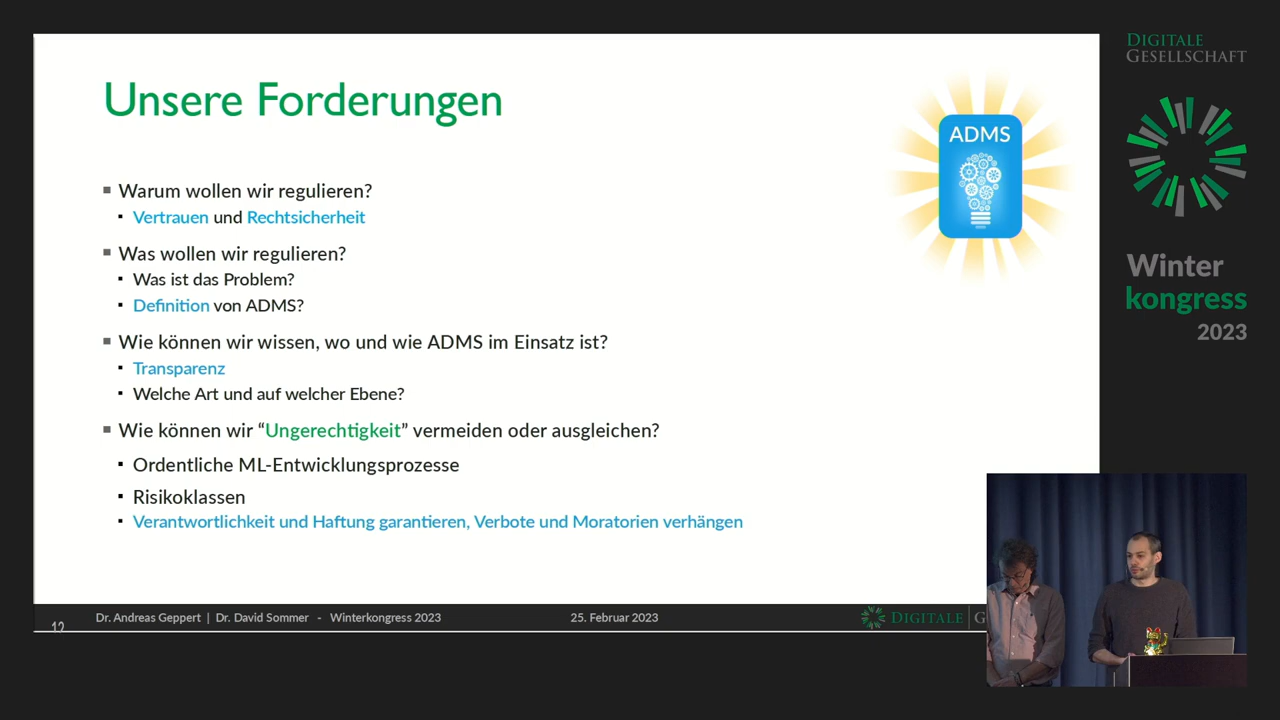 Unsere Forderungen
ADMS
Warum wollen wir regulieren?
Vertrauen und Rechtsicherheit
Was wollen wir regulieren?
Was ist das Problem?
Definition von ADMS?
Wie können wir wissen, wo und wie ADMS im Einsatz ist?
Transparenz
Welche Art und auf welcher Ebene?
Wie können wir “Ungerechtigkeit” vermeiden oder ausgleichen?
Ordentliche ML-Entwicklungsprozesse
Risikoklassen
Verantwortlichkeit und Haftung garantieren, Verbote und Moratorien verhängen
12
Dr. Andreas Geppert | Dr. David Sommer - Winterkongress 2023
25. Februar 2023
DIGITALE G
DIGITALE
GESELLSCHAFT
Winter
kongress
2023